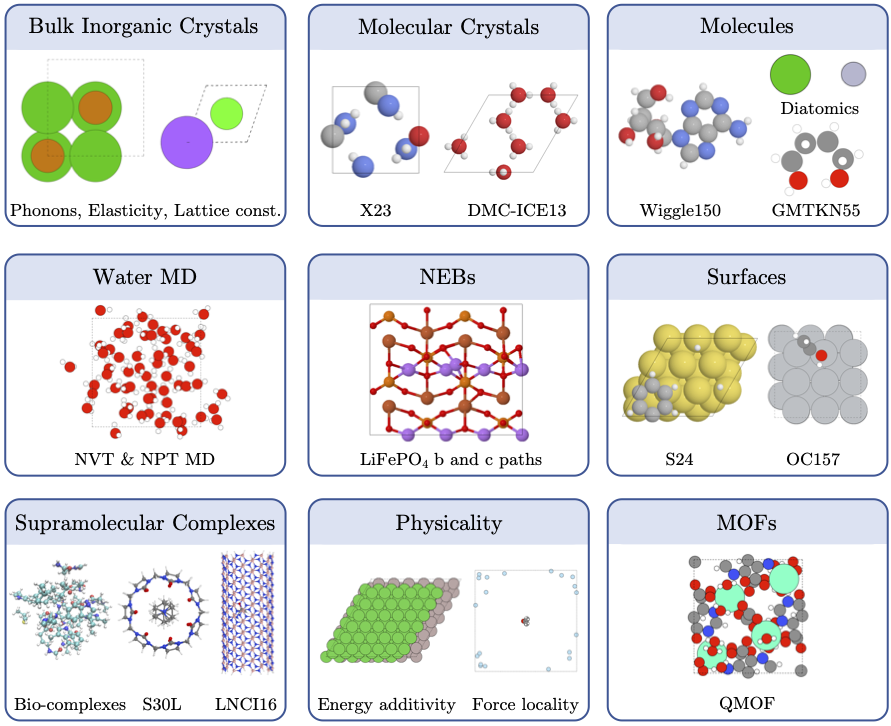 Bulk Inorganic Crystals
Phonons, Elasticity, Lattice const.
Molecular Crystals
X23
DMC-ICE13
Molecules
Diatomics
Wiggle150
GMTKN55
Water MD
NVT & NPT MD
NEBs
LiFePO₄ b and c paths
Surfaces
S24
OC157
Supramolecular Complexes
Bio-complexes
S30L
LNCI16
Physicality
Energy additivity
Force locality
MOFs
QMOF